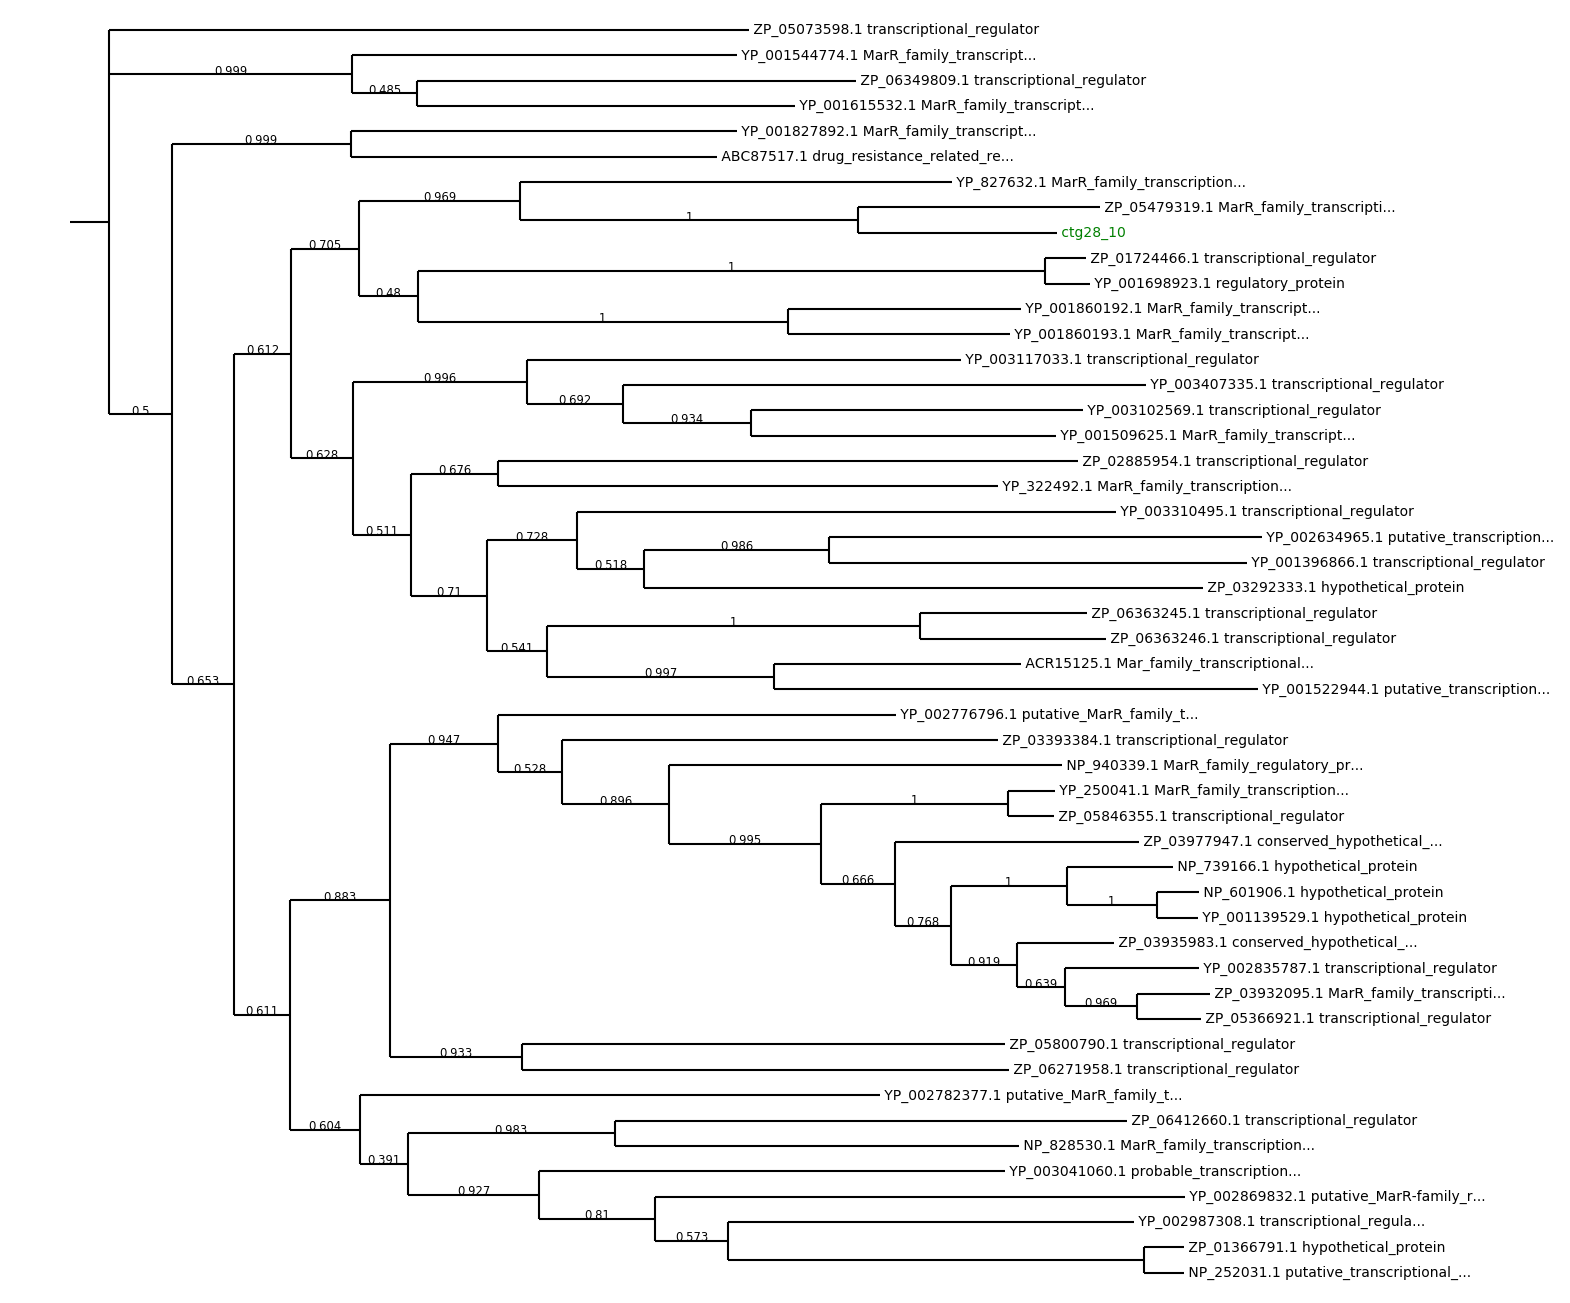 ZP_05073598.1 transcriptional_regulator
YP_001544774.1 MarR_family_transcript...
0.999
ZP_06349809.1 transcriptional_regulator
0.485
YP_001615532.1 MarR_family_transcript...
YP_001827892.1 MarR_family_transcript...
0.999
ABC87517.1 drug_resistance_related_re...
YP_827632.1 MarR_family_transcription...
0.969
ZP_05479319.1 MarR_family_transcripti...
1
ctg28_10
0.705
ZP_01724466.1 transcriptional_regulator
1
YP_001698923.1 regulatory_protein
0.48
YP_001860192.1 MarR_family_transcript...
1
YP_001860193.1 MarR_family_transcript...
0.612
YP_003117033.1 transcriptional_regulator
0.996
YP_003407335.1 transcriptional_regulator
0.692
YP_003102569.1 transcriptional_regulator
0.5
0.934
YP_001509625.1 MarR_family_transcript...
0.628
ZP_02885954.1 transcriptional_regulator
0.676
YP_322492.1 MarR_family_transcription...
YP_003310495.1 transcriptional_regulator
0.511
0.728
YP_002634965.1 putative_transcription...
0.986
YP_001396866.1 transcriptional_regulator
0.518
ZP_03292333.1 hypothetical_protein
0.71
ZP_06363245.1 transcriptional_regulator
1
ZP_06363246.1 transcriptional_regulator
0.541
ACR15125.1 Mar_family_transcriptional...
0.997
0.653
YP_001522944.1 putative_transcription...
YP_002776796.1 putative_MarR_family_t...
0.947
ZP_03393384.1 transcriptional_regulator
0.528
NP_940339.1 MarR_family_regulatory_pr...
YP_250041.1 MarR_family_transcription...
0.896
1
ZP_05846355.1 transcriptional_regulator
0.995
ZP_03977947.1 conserved_hypothetical_...
NP_739166.1 hypothetical_protein
0.666
1
NP_601906.1 hypothetical_protein
0.883
1
YP_001139529.1 hypothetical_protein
0.768
ZP_03935983.1 conserved_hypothetical_...
0.919
YP_002835787.1 transcriptional_regulator
0.639
ZP_03932095.1 MarR_family_transcripti...
0.969
0.611
ZP_05366921.1 transcriptional_regulator
ZP_05800790.1 transcriptional_regulator
0.933
ZP_06271958.1 transcriptional_regulator
YP_002782377.1 putative_MarR_family_t...
0.604
ZP_06412660.1 transcriptional_regulator
0.983
NP_828530.1 MarR_family_transcription...
0.391
YP_003041060.1 probable_transcription...
0.927
YP_002869832.1 putative_MarR-family_r...
0.81
YP_002987308.1 transcriptional_regula...
0.573
ZP_01366791.1 hypothetical_protein
NP_252031.1 putative_transcriptional_...